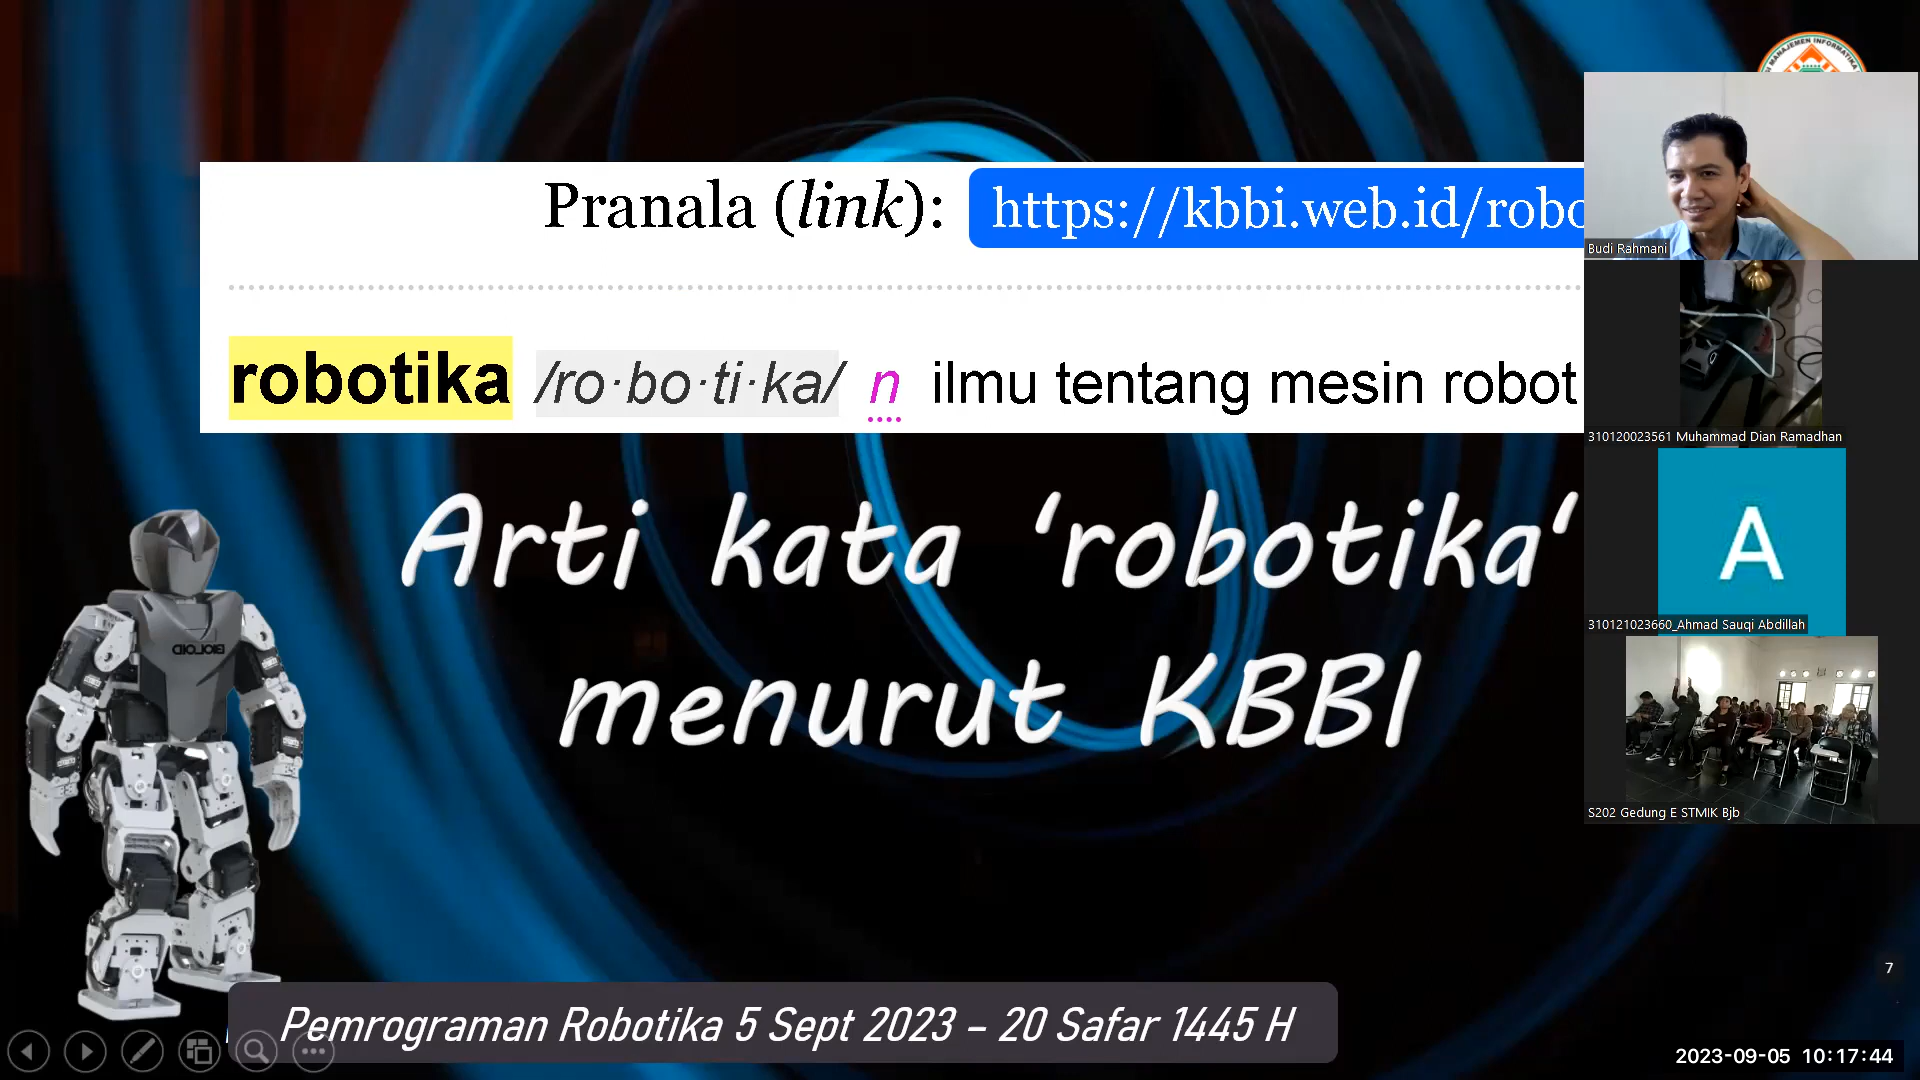 MANAJEMEN INFORMATIKA
Pranala (link): https://kbbi.web.id/robo
robotika /ro·bo·ti·ka/ n ilmu tentang mesin robot
Arti kata ‘robotika‘
menurut KBBI
BIOLOID
Pemrograman Robotika 5 Sept 2023 – 20 Safar 1445 H
Budi Rahmani
310120023561 Muhammad Dian Ramadhan
A
310121023660_Ahmad Sauqi Abdillah
S202 Gedung E STMIK Bjb
7
2023-09-05 10:17:44